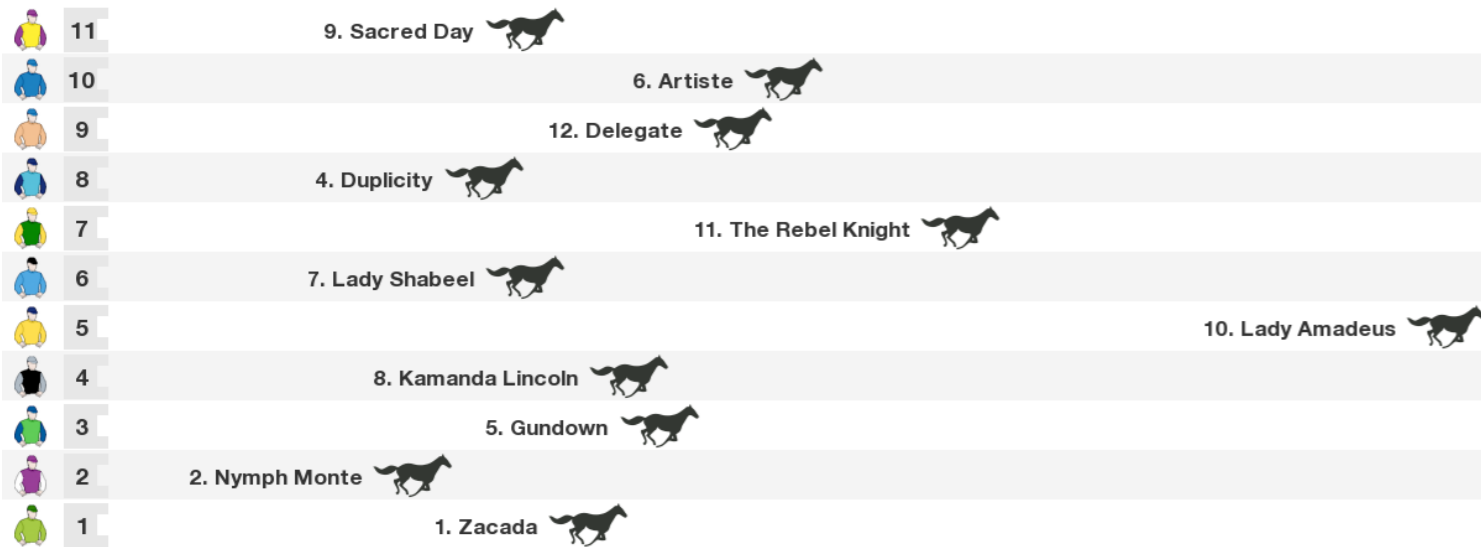 11 9. Sacred Day
10 6. Artiste
9 12. Delegate
8 4. Duplicity
7 11. The Rebel Knight
6 7. Lady Shabeel
5 10. Lady Amadeus
4 8. Kamanda Lincoln
3 5. Gundown
2 2. Nymph Monte
1 1. Zacada